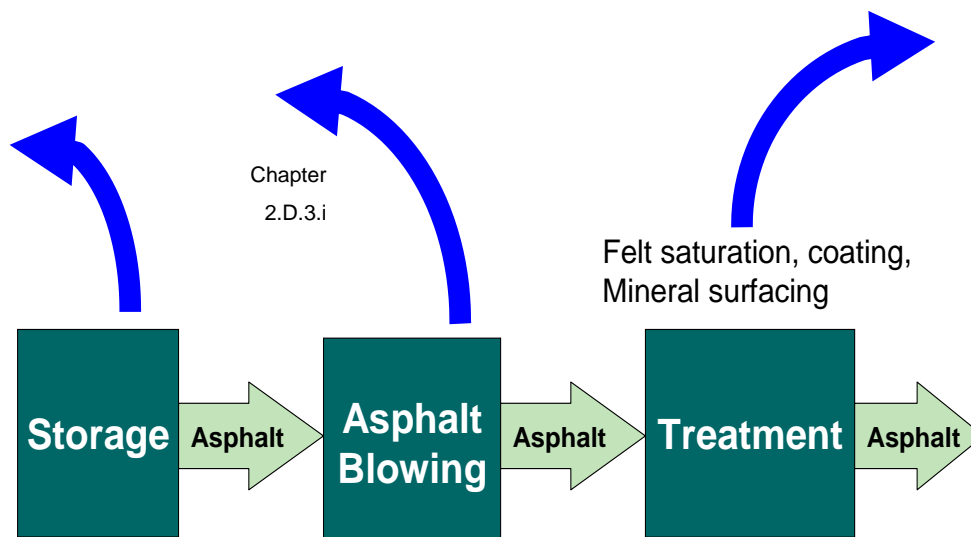 Chapter
2.D.3.i
Felt saturation, coating,
Mineral surfacing
Storage
Asphalt
Asphalt
Blowing
Asphalt
Treatment
Asphalt